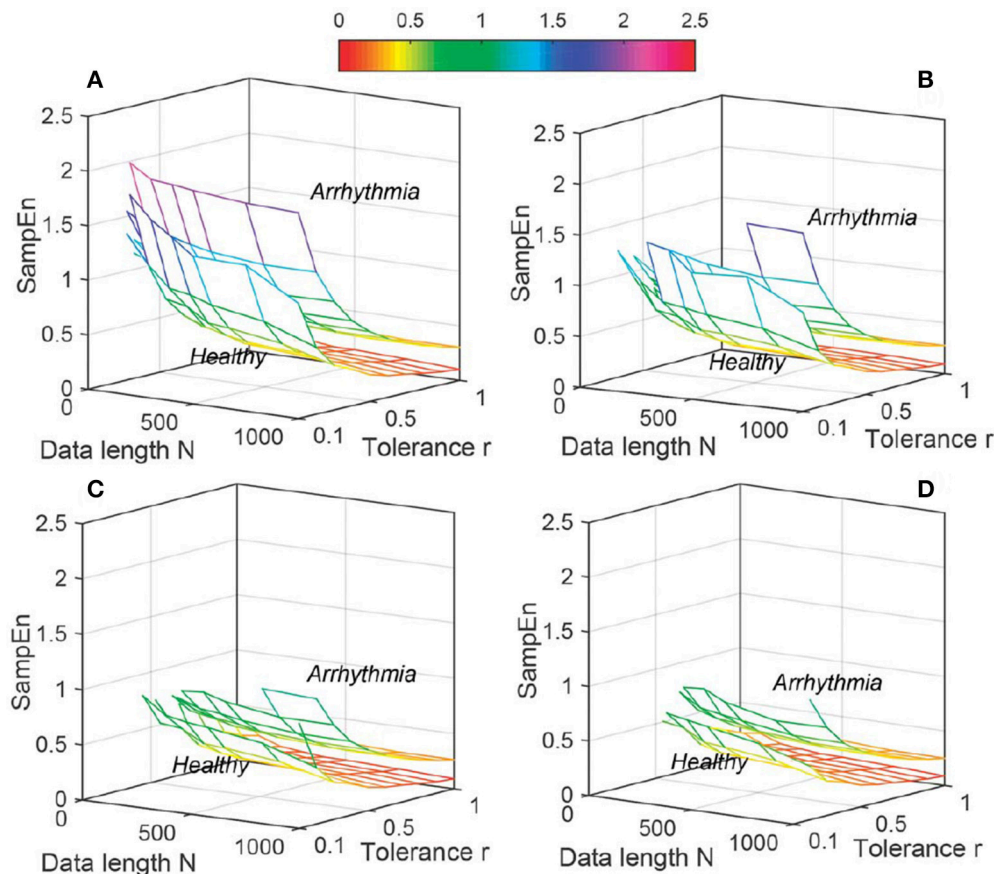 0 0.5 1 1.5 2 2.5
A
2.5
2
1.5
1
0.5
0
SampEn
Arrhythmia
Healthy
0 500 1000
Data length N
0.1 0.5 1
Tolerance r
B
2.5
2
1.5
1
0.5
0
SampEn
Arrhythmia
Healthy
0 500 1000
Data length N
0.1 0.5 1
Tolerance r
C
2.5
2
1.5
1
0.5
0
SampEn
Arrhythmia
Healthy
0 500 1000
Data length N
0.1 0.5 1
Tolerance r
D
2.5
2
1.5
1
0.5
0
SampEn
Arrhythmia
Healthy
0 500 1000
Data length N
0.1 0.5 1
Tolerance r